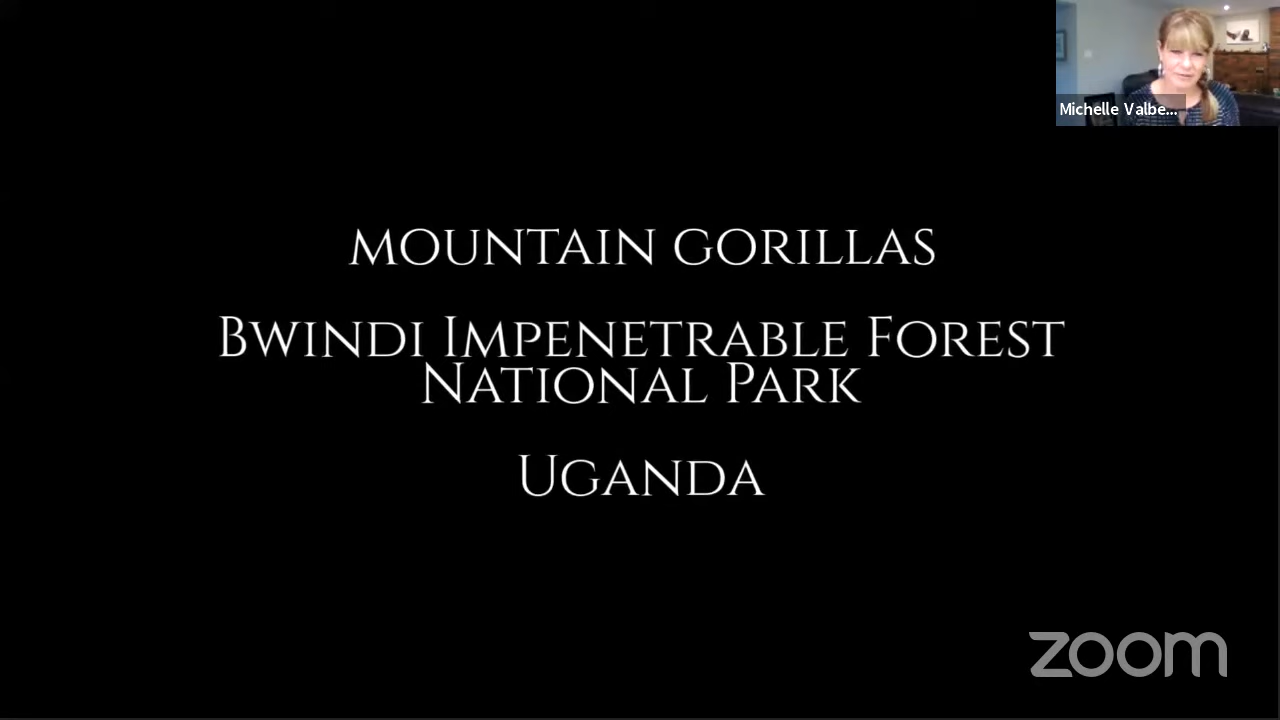 Michelle Valbe...
MOUNTAIN GORILLAS
BWINDI IMPENETRABLE FOREST
NATIONAL PARK
UGANDA
zoom